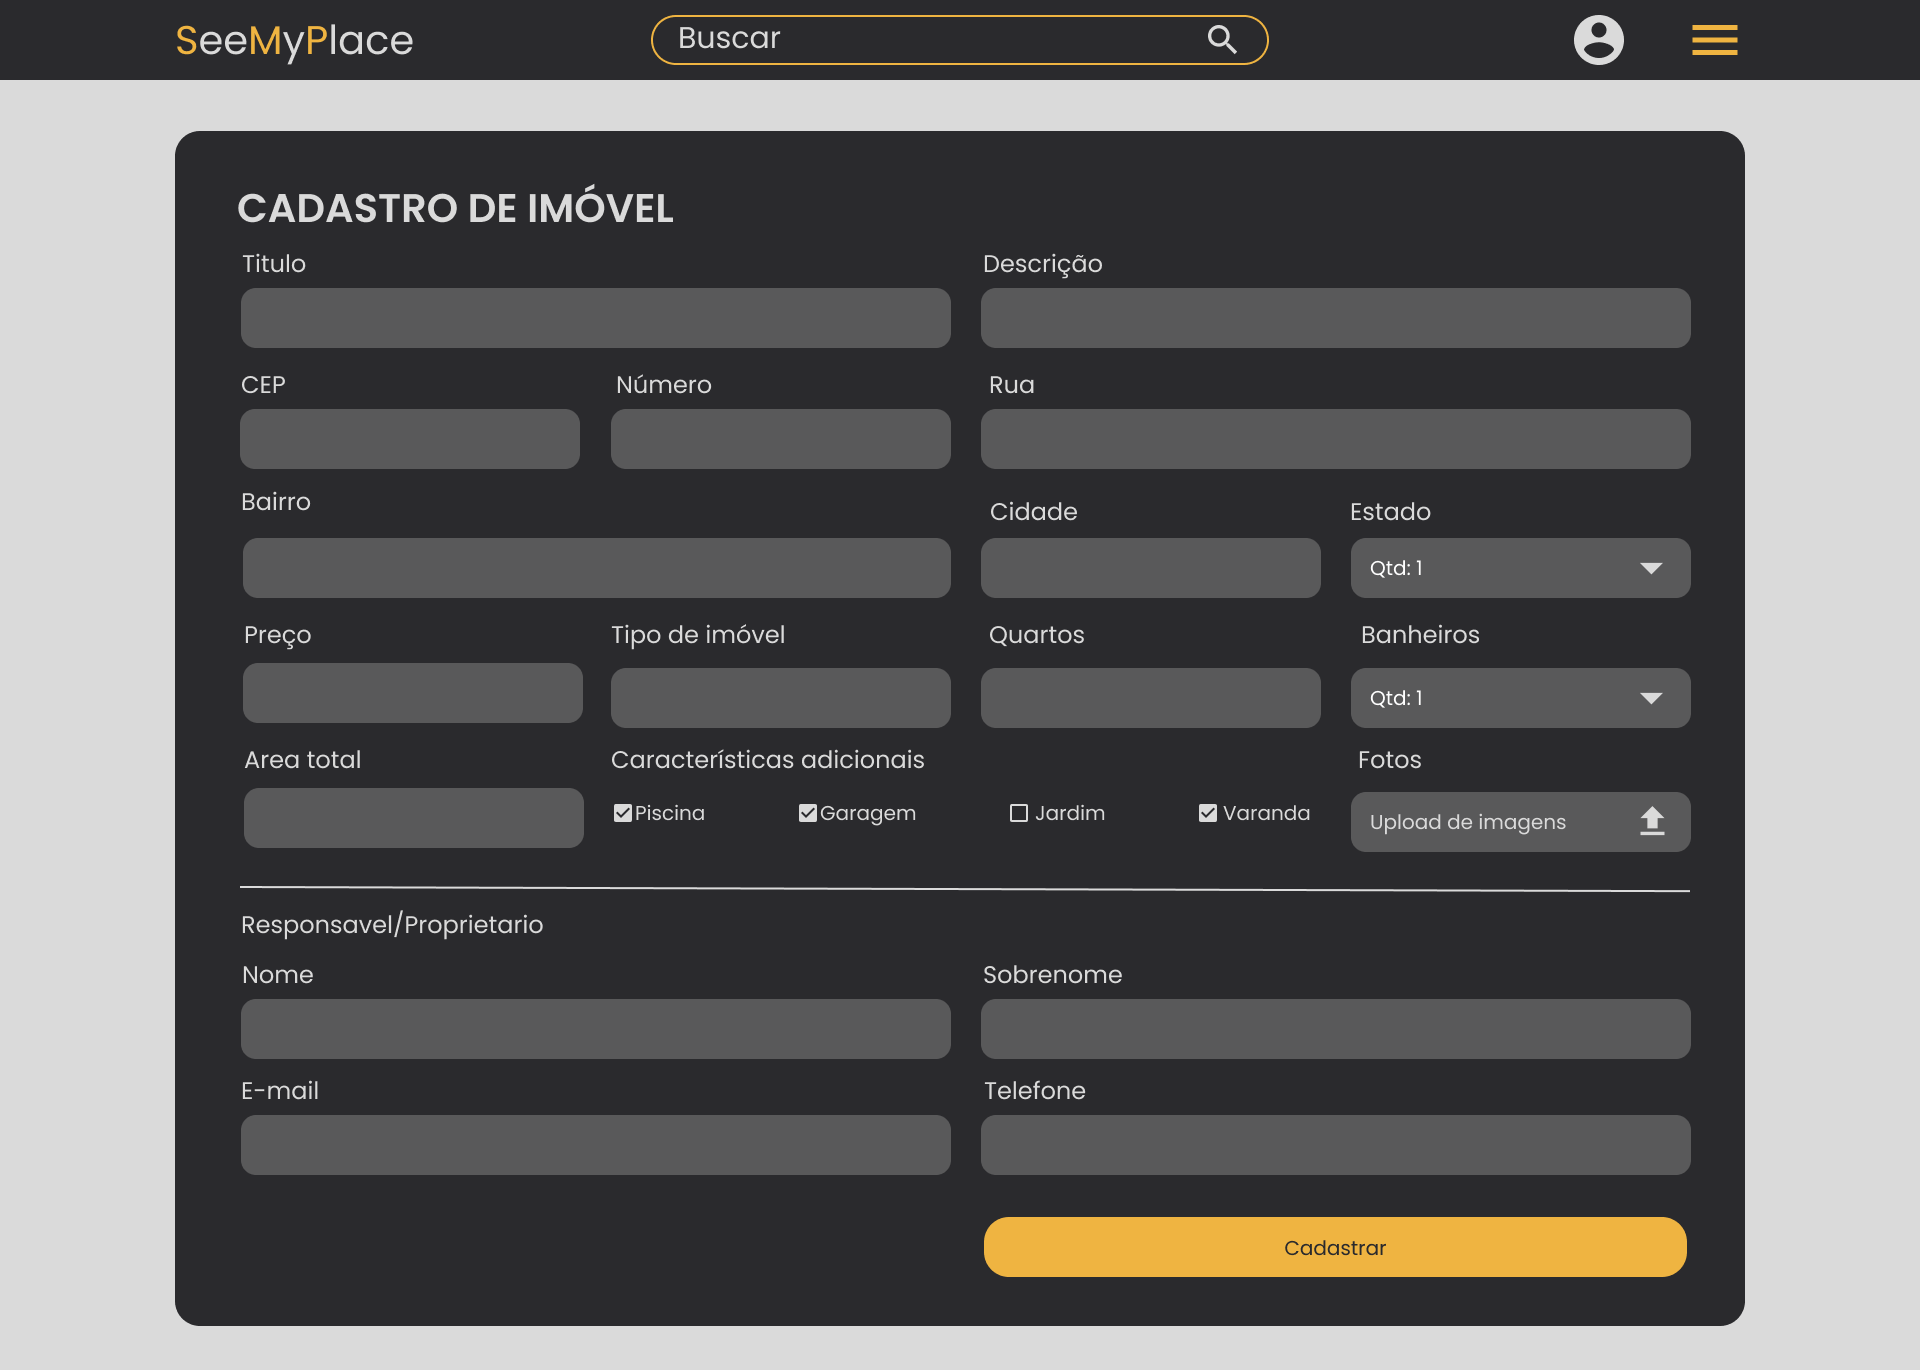 SeeMyPlace
Buscar
CADASTRO DE IMÓVEL
Titulo
Descrição
CEP
Número
Rua
Bairro
Cidade
Estado
Qtd: 1
Preço
Tipo de imóvel
Quartos
Banheiros
Qtd: 1
Area total
Características adicionais
Fotos
Piscina
Garagem
Jardim
Varanda
Upload de imagens
Responsavel/Proprietario
Nome
Sobrenome
E-mail
Telefone
Cadastrar